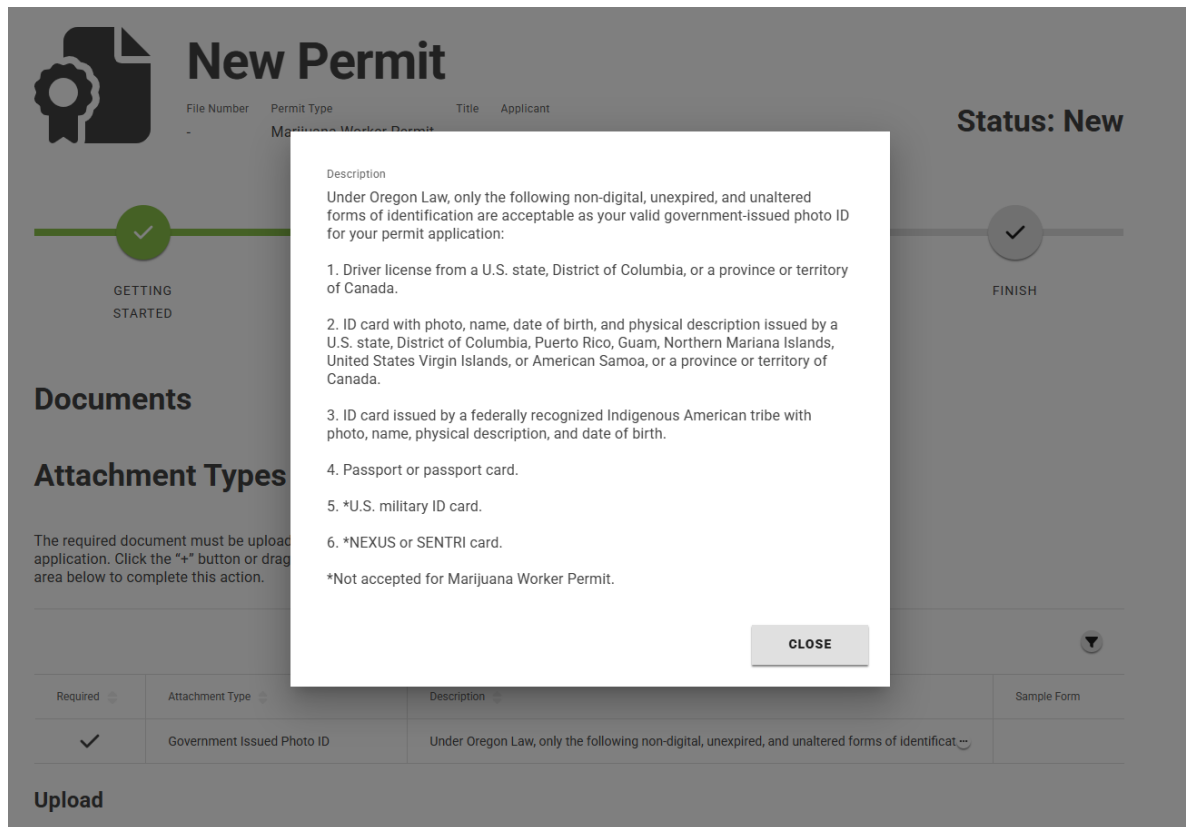 New Permit
File Number Permit Type Title Applicant
- Marijuana Worker Permit
Status: New
Description
Under Oregon Law, only the following non-digital, unexpired, and unaltered
forms of identification are acceptable as your valid government-issued photo ID
for your permit application:
1. Driver license from a U.S. state, District of Columbia, or a province or territory
of Canada.
2. ID card with photo, name, date of birth, and physical description issued by a
U.S. state, District of Columbia, Puerto Rico, Guam, Northern Mariana Islands,
United States Virgin Islands, or American Samoa, or a province or territory of
Canada.
3. ID card issued by a federally recognized Indigenous American tribe with
photo, name, physical description, and date of birth.
4. Passport or passport card.
5. *U.S. military ID card.
6. *NEXUS or SENTRI card.
*Not accepted for Marijuana Worker Permit.
CLOSE
GETTING
STARTED
FINISH
Documents
Attachment Types
The required document must be upload
application. Click the “+” button or drag
area below to complete this action.
Required Attachment Type Description Sample Form
Government Issued Photo ID Under Oregon Law, only the following non-digital, unexpired, and unaltered forms of identificat...
Upload